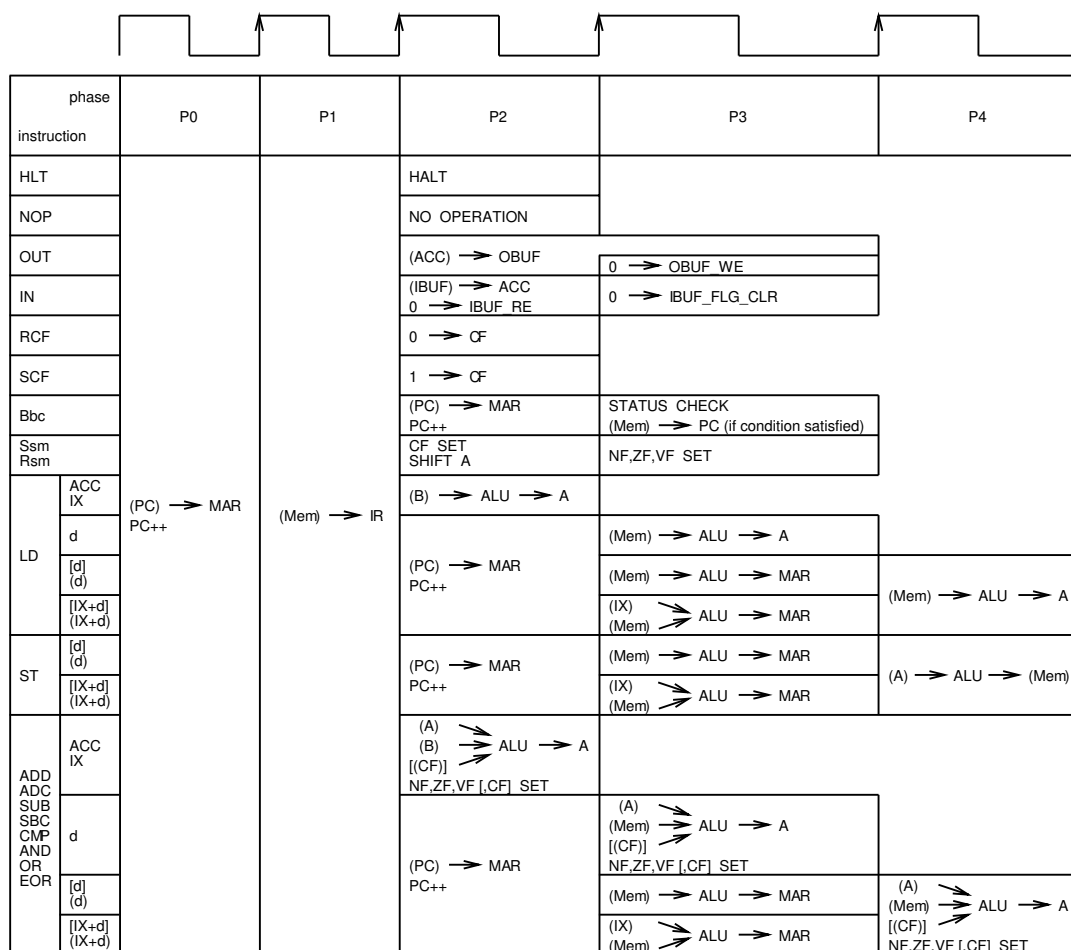 phase
instruction
P0
P1
P2
P3
P4
HLT
HALT
NOP
NO OPERATION
OUT
(ACC) → OBUF
0 → OBUF_WE
IN
(IBUF) → ACC
0 → IBUF_RE
0 → IBUF_FLG_CLR
RCF
0 → CF
SCF
1 → CF
Bbc
(PC) → MAR
PC++
STATUS CHECK
(Mem) → PC (if condition satisfied)
Ssm
Rsm
CF SET
SHIFT A
NF,ZF,VF SET
(PC) → MAR
PC++
(Mem) → IR
LD
ACC
IX
(B) → ALU → A
d
(PC) → MAR
PC++
(Mem) → ALU → A
[d]
(d)
(Mem) → ALU → MAR
(Mem) → ALU → A
[IX+d]
(IX+d)
(IX)
(Mem) → ALU → MAR
ST
[d]
(d)
(PC) → MAR
PC++
(Mem) → ALU → MAR
(A) → ALU → (Mem)
[IX+d]
(IX+d)
(IX)
(Mem) → ALU → MAR
ADD
ADC
SUB
SBC
CMP
AND
OR
EOR
ACC
IX
(A)
(B) → ALU → A
[(CF)]
NF,ZF,VF [,CF] SET
d
(PC) → MAR
PC++
(A)
(Mem) → ALU → A
[(CF)]
NF,ZF,VF [,CF] SET
[d]
(d)
(Mem) → ALU → MAR
(A)
(Mem) → ALU → A
[(CF)]
NF,ZF,VF [,CF] SET
[IX+d]
(IX+d)
(IX)
(Mem) → ALU → MAR